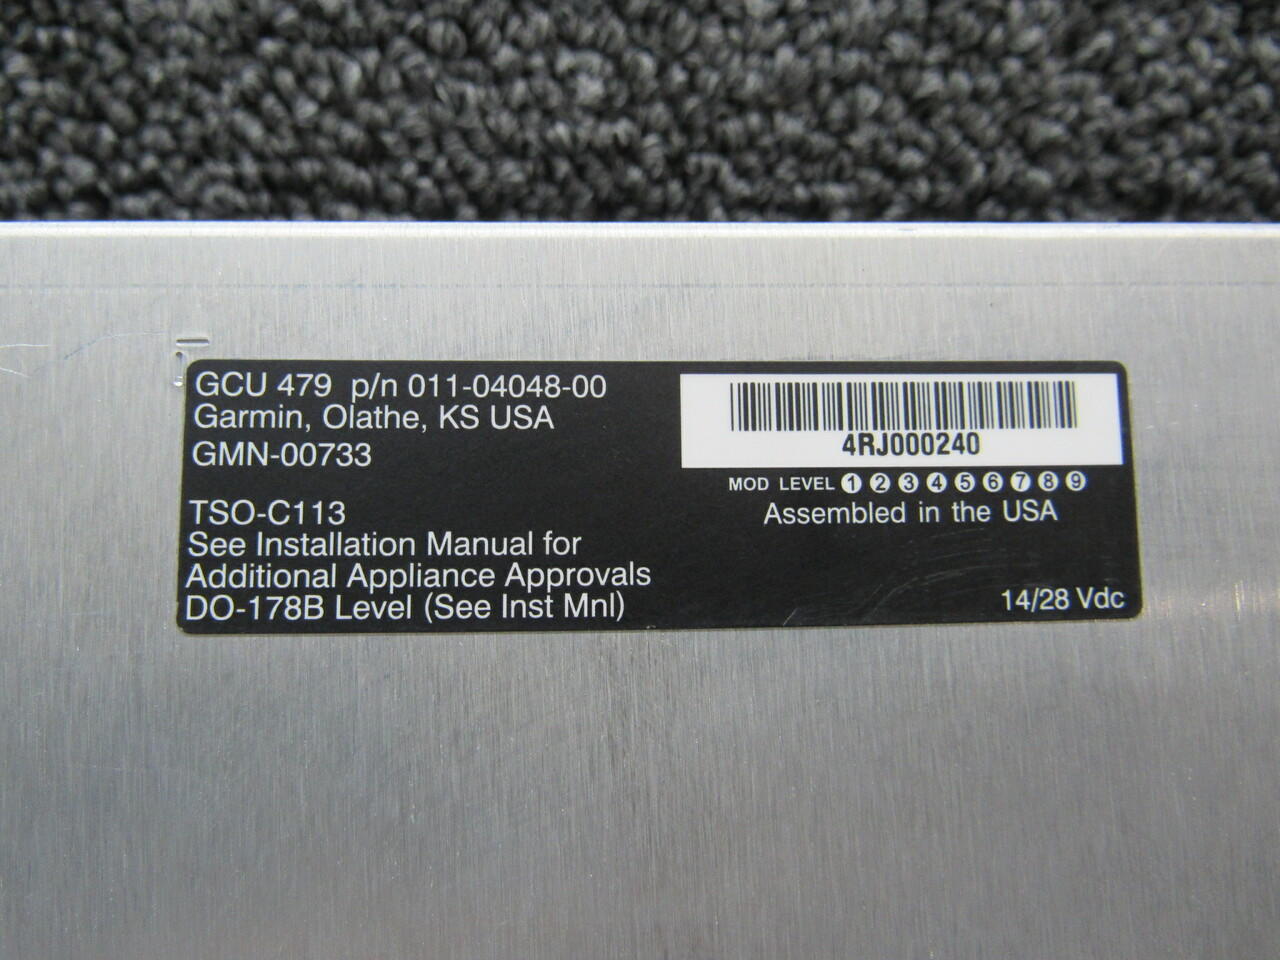 GCU 479 p/n 011-04048-00
Garmin, Olathe, KS USA
GMN-00733
TSO-C113
See Installation Manual for
Additional Appliance Approvals
DO-178B Level (See Inst Mnl)
4RJ000240
MOD LEVEL 1 2 3 4 5 6 7 8 9
Assembled in the USA
14/28 Vdc